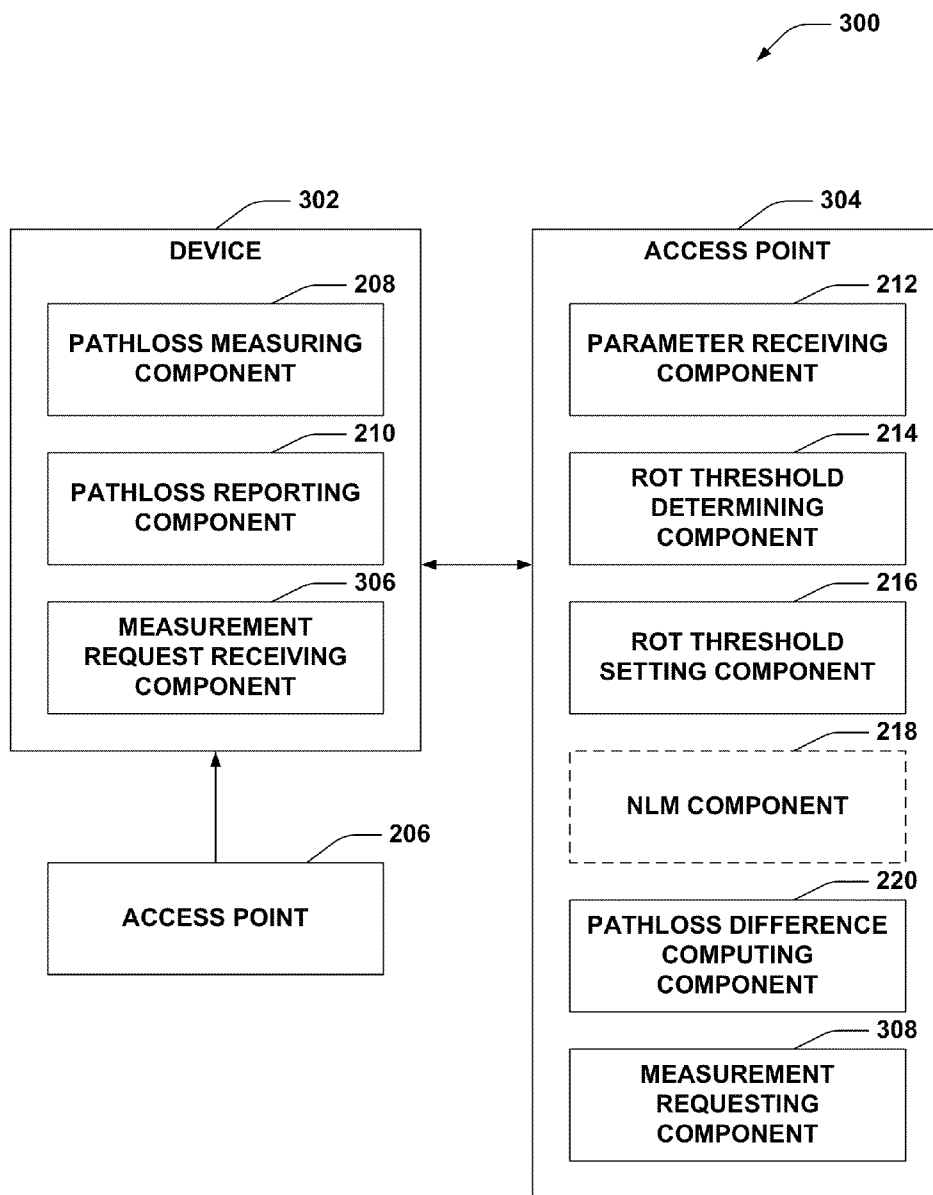 300
302
DEVICE
208
PATHLOSS MEASURING
COMPONENT
210
PATHLOSS REPORTING
COMPONENT
306
MEASUREMENT
REQUEST RECEIVING
COMPONENT
206
ACCESS POINT
304
ACCESS POINT
212
PARAMETER RECEIVING
COMPONENT
214
ROT THRESHOLD
DETERMINING
COMPONENT
216
ROT THRESHOLD
SETTING COMPONENT
218
NLM COMPONENT
220
PATHLOSS DIFFERENCE
COMPUTING
COMPONENT
308
MEASUREMENT
REQUESTING
COMPONENT